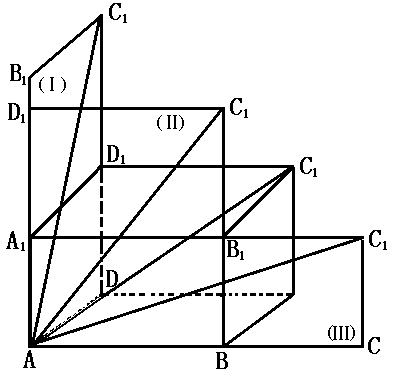 C₁
B₁ (I)
D₁ (II) C₁
D₁ C₁
A₁ B₁ C₁
D
A B (III) C